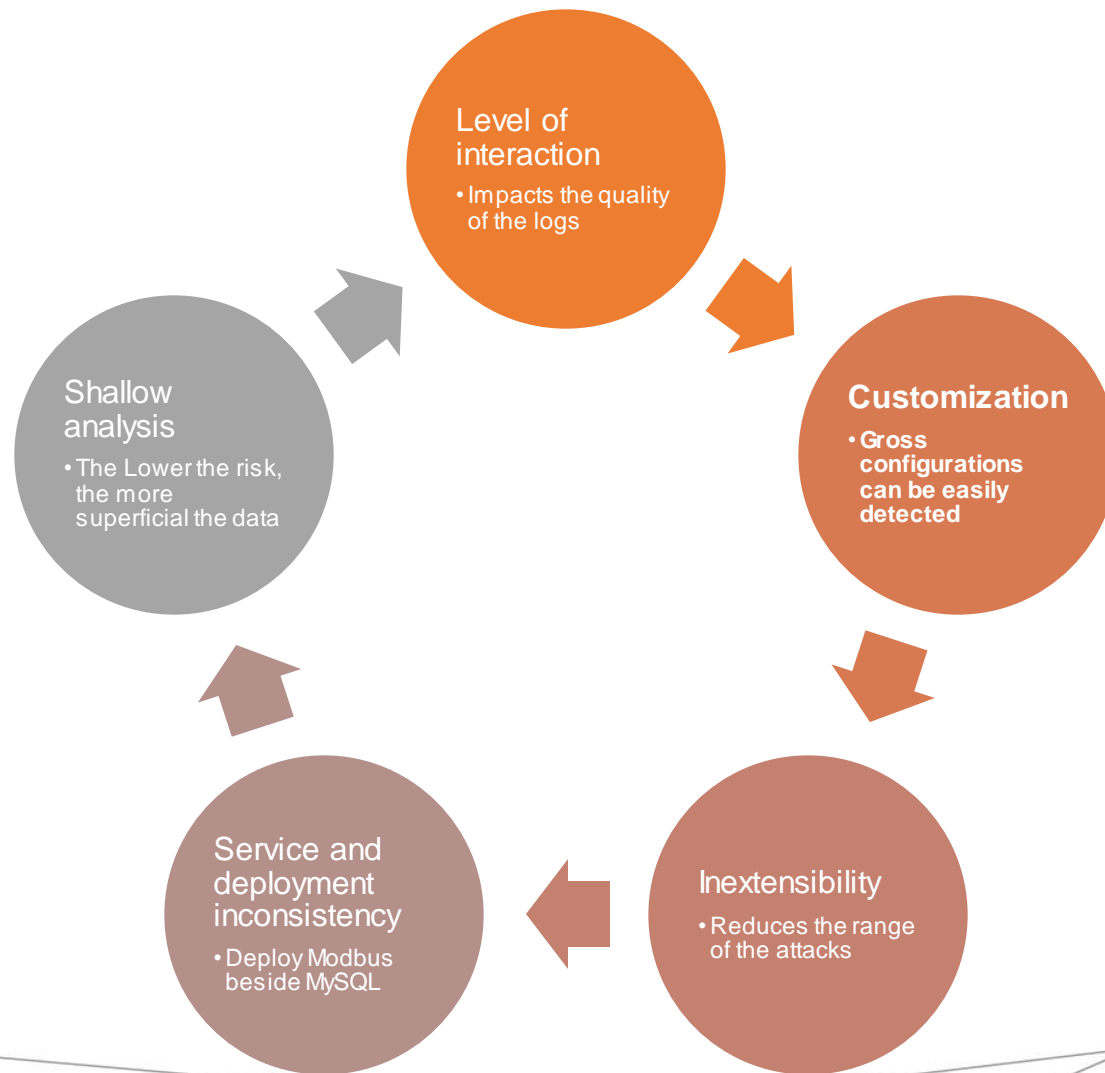 Level of
interaction
• Impacts the quality
of the logs
Customization
• Gross
configurations
can be easily
detected
Inextensibility
• Reduces the range
of the attacks
Service and
deployment
inconsistency
• Deploy Modbus
beside MySQL
Shallow
analysis
• The Lower the risk,
the more
superficial the data